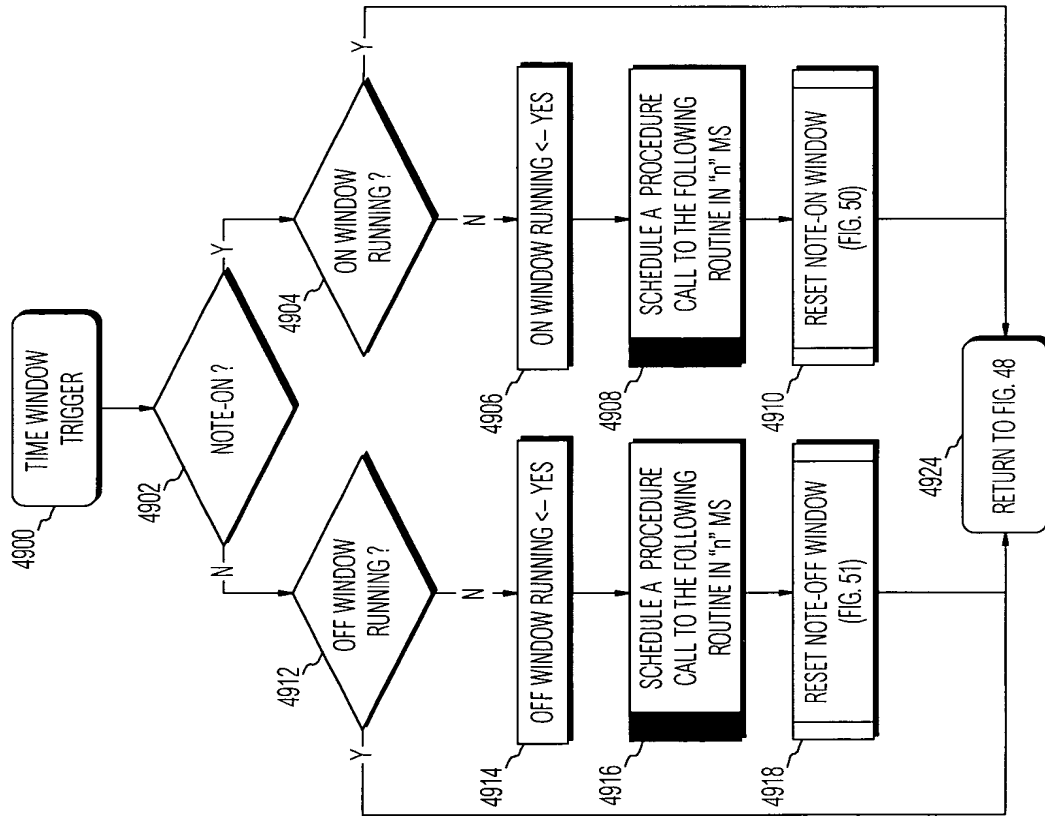 4900
TIME WINDOW
TRIGGER
4902
NOTE-ON ?
N
Y
4912
OFF WINDOW
RUNNING ?
Y
N
4904
ON WINDOW
RUNNING ?
Y
N
4914
OFF WINDOW RUNNING <– YES
4906
ON WINDOW RUNNING <– YES
4916
SCHEDULE A PROCEDURE
CALL TO THE FOLLOWING
ROUTINE IN "n" MS
4908
SCHEDULE A PROCEDURE
CALL TO THE FOLLOWING
ROUTINE IN "n" MS
4918
RESET NOTE-OFF WINDOW
(FIG. 51)
4910
RESET NOTE-ON WINDOW
(FIG. 50)
4924
RETURN TO FIG. 48